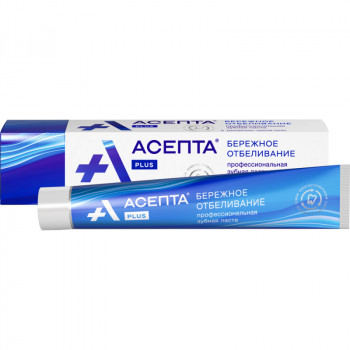 АСЕПТА®
PLUS
БЕРЕЖНОЕ
ОТБЕЛИВАНИЕ
профессиональная
зубная паста
АСЕПТА®
PLUS
БЕРЕЖНОЕ
ОТБЕЛИВАНИЕ
профессиональная
зубная паста